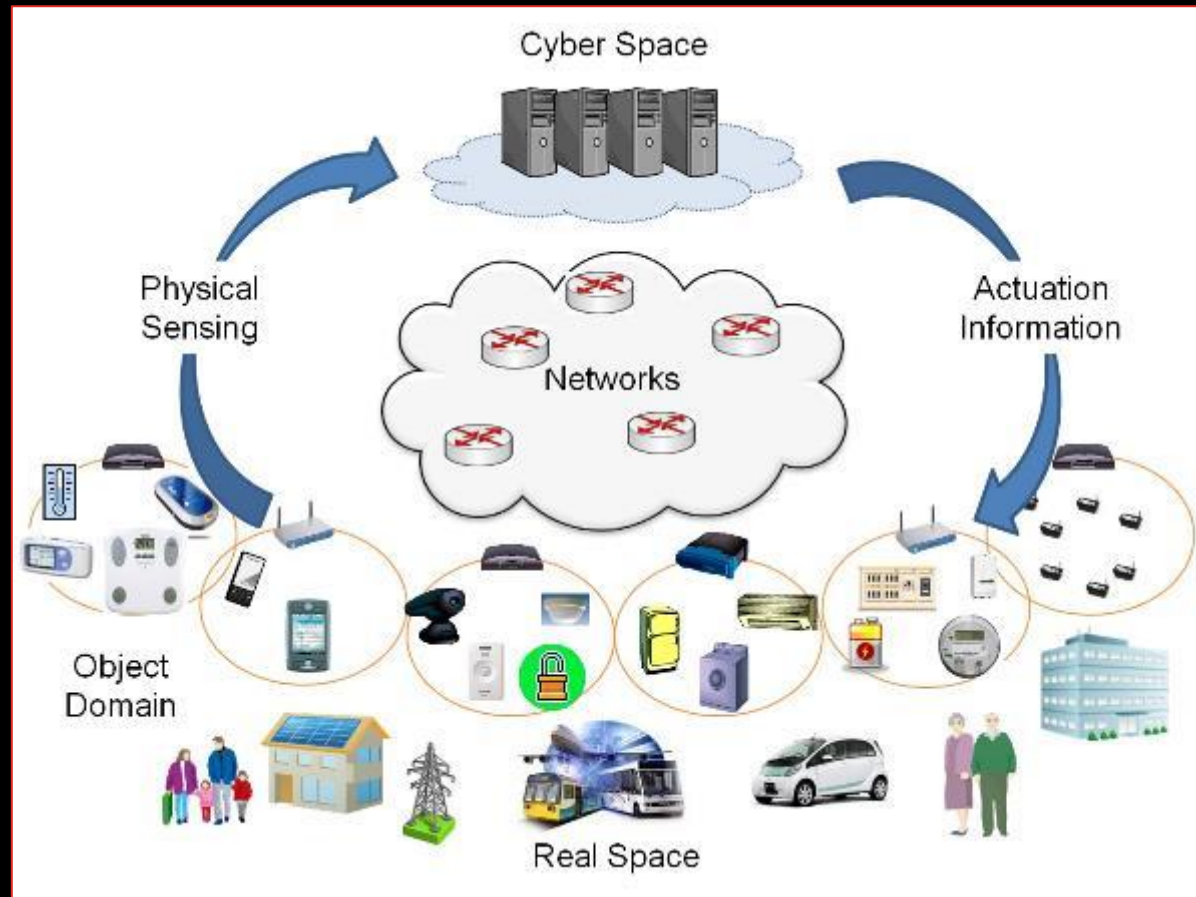 Cyber Space
Physical
Sensing
Actuation
Information
Networks
Object
Domain
Real Space